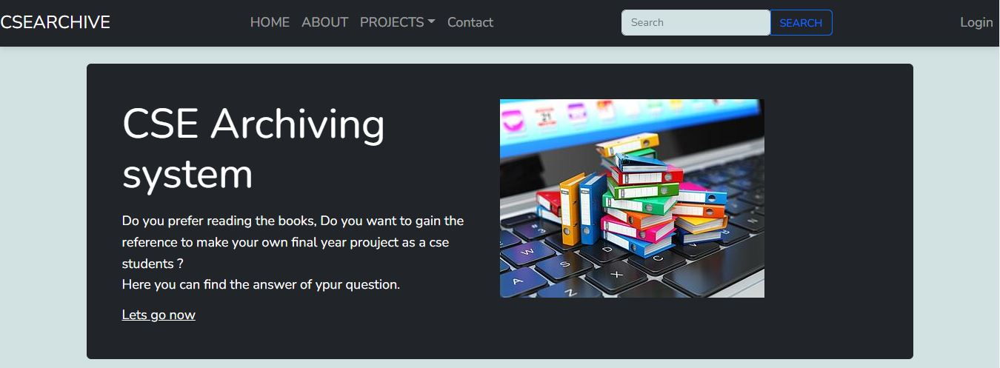 CSEARCHIVE HOME ABOUT PROJECTS Contact Search SEARCH Login
CSE Archiving
system
Do you prefer reading the books, Do you want to gain the
reference to make your own final year prouject as a cse
students ?
Here you can find the answer of ypur question.
Lets go now
21
W
S
D
A
X
C
Z